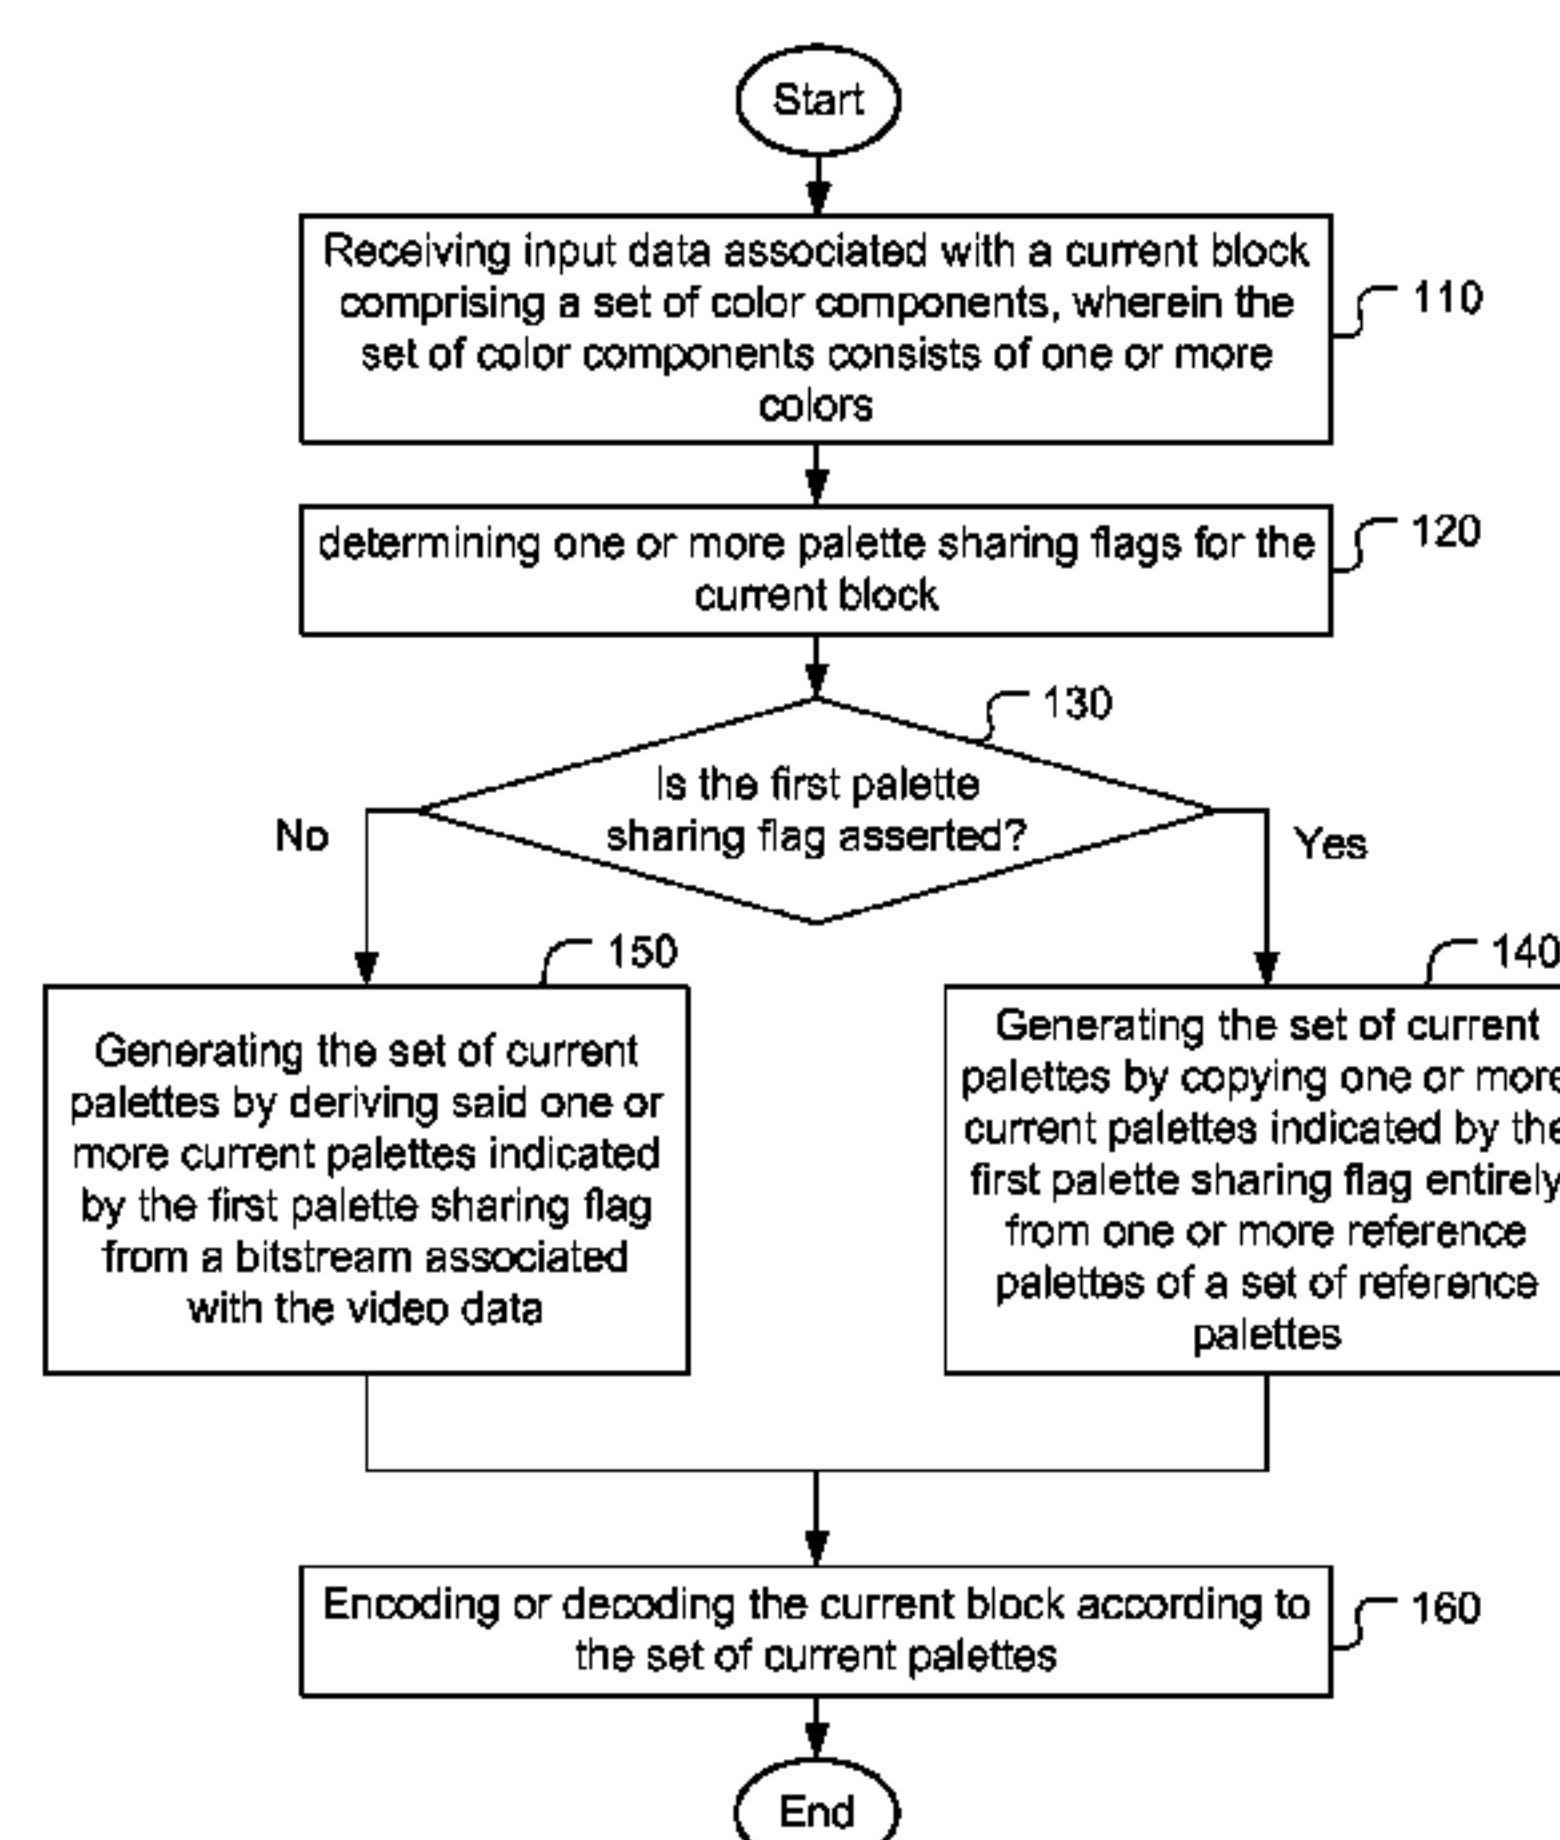 Start
Receiving input data associated with a current block
comprising a set of color components, wherein the
set of color components consists of one or more
colors
110
determining one or more palette sharing flags for the
current block
120
130
Is the first palette
sharing flag asserted?
No
Yes
150
Generating the set of current
palettes by deriving said one or
more current palettes indicated
by the first palette sharing flag
from a bitstream associated
with the video data
140
Generating the set of current
palettes by copying one or more
current palettes indicated by the
first palette sharing flag entirely
from one or more reference
palettes of a set of reference
palettes
Encoding or decoding the current block according to
the set of current palettes
160
End